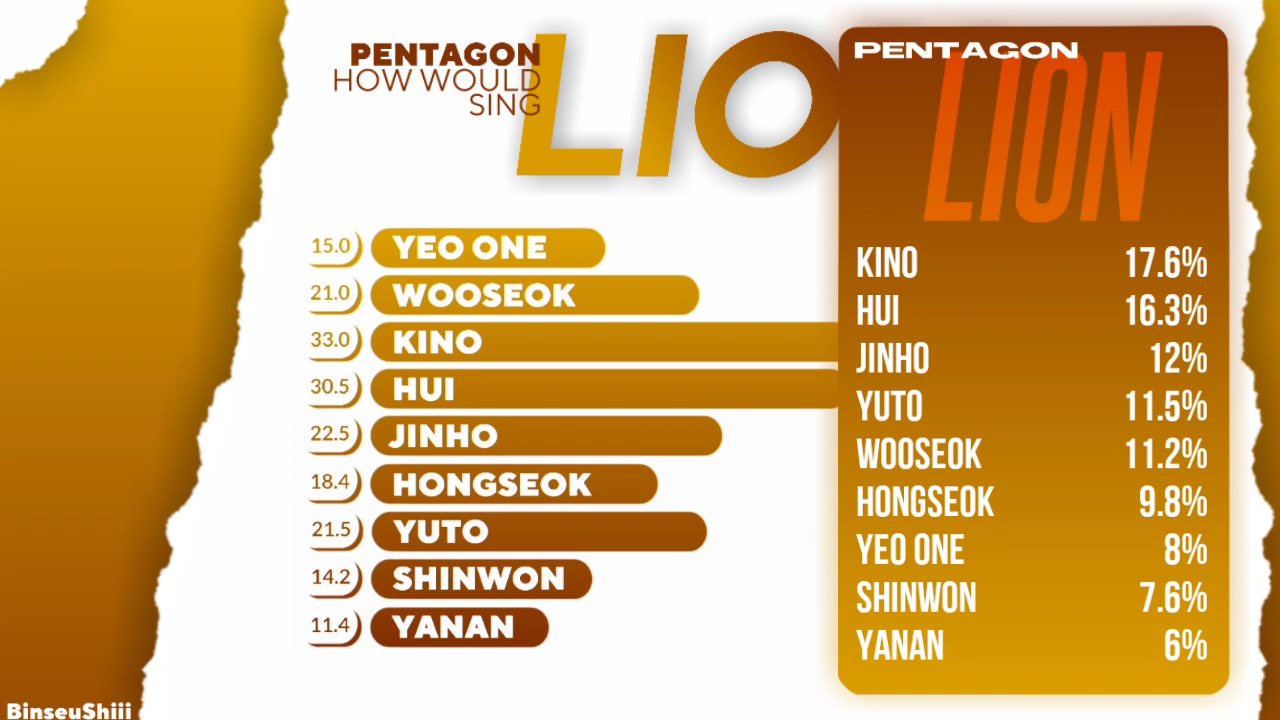 PENTAGON
HOW WOULD
SING
LIO
15.0 YEO ONE
21.0 WOOSEOK
33.0 KINO
30.5 HUI
22.5 JINHO
18.4 HONGSEOK
21.5 YUTO
14.2 SHINWON
11.4 YANAN
PENTAGON
LION
KINO 17.6%
HUI 16.3%
JINHO 12%
YUTO 11.5%
WOOSEOK 11.2%
HONGSEOK 9.8%
YEO ONE 8%
SHINWON 7.6%
YANAN 6%
BinseuShiii